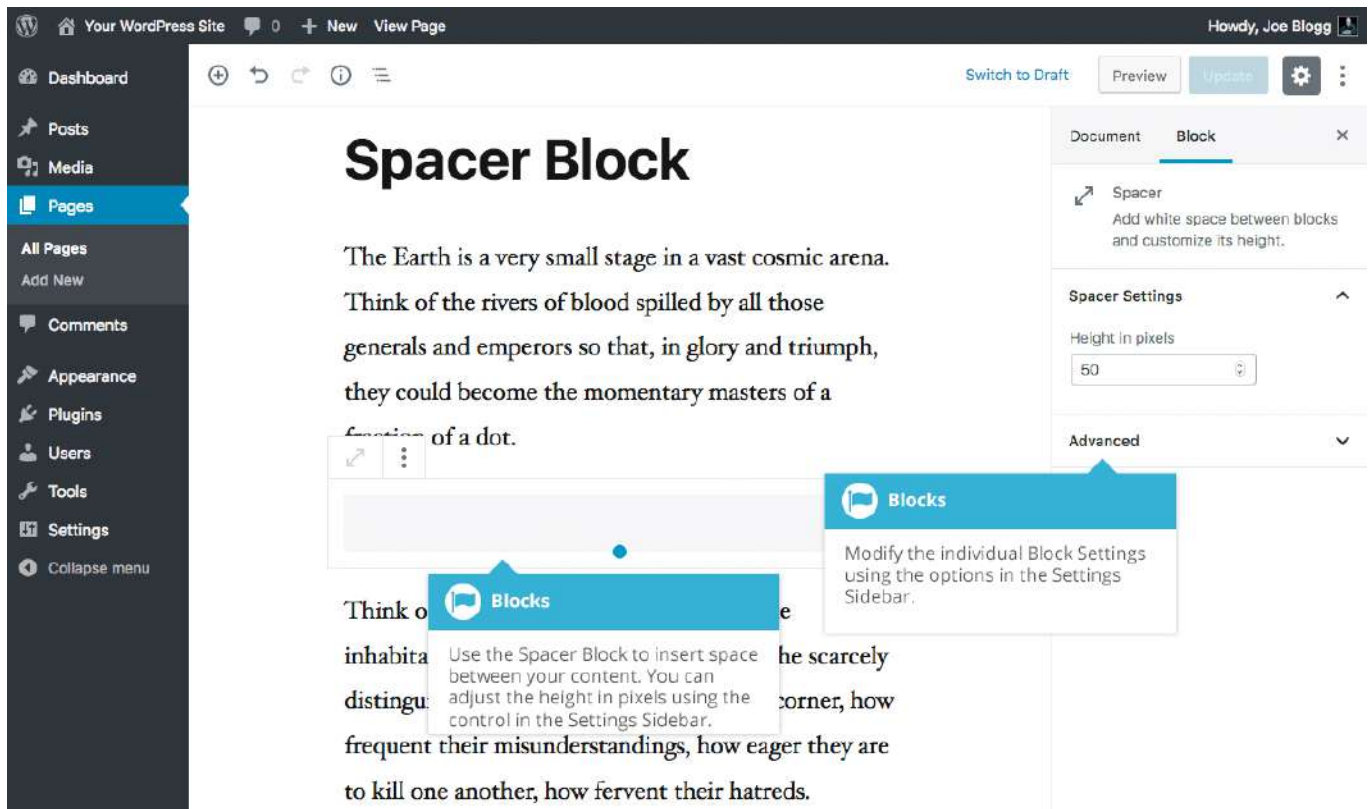 Your WordPress Site 0 + New View Page Howdy, Joe Blogg
Dashboard
Posts
Media
Pages
All Pages
Add New
Comments
Appearance
Plugins
Users
Tools
Settings
Collapse menu
Switch to Draft Preview Update
Spacer Block
The Earth is a very small stage in a vast cosmic arena.
Think of the rivers of blood spilled by all those
generals and emperors so that, in glory and triumph,
they could become the momentary masters of a
fraction of a dot.
Think o e
inhabita he scarcely
distingu corner, how
frequent their misunderstandings, how eager they are
to kill one another, how fervent their hatreds.
Blocks
Use the Spacer Block to insert space
between your content. You can
adjust the height in pixels using the
control in the Settings Sidebar.
Document Block
Spacer
Add white space between blocks
and customize its height.
Spacer Settings
Height in pixels
50
Advanced
Blocks
Modify the individual Block Settings
using the options in the Settings
Sidebar.